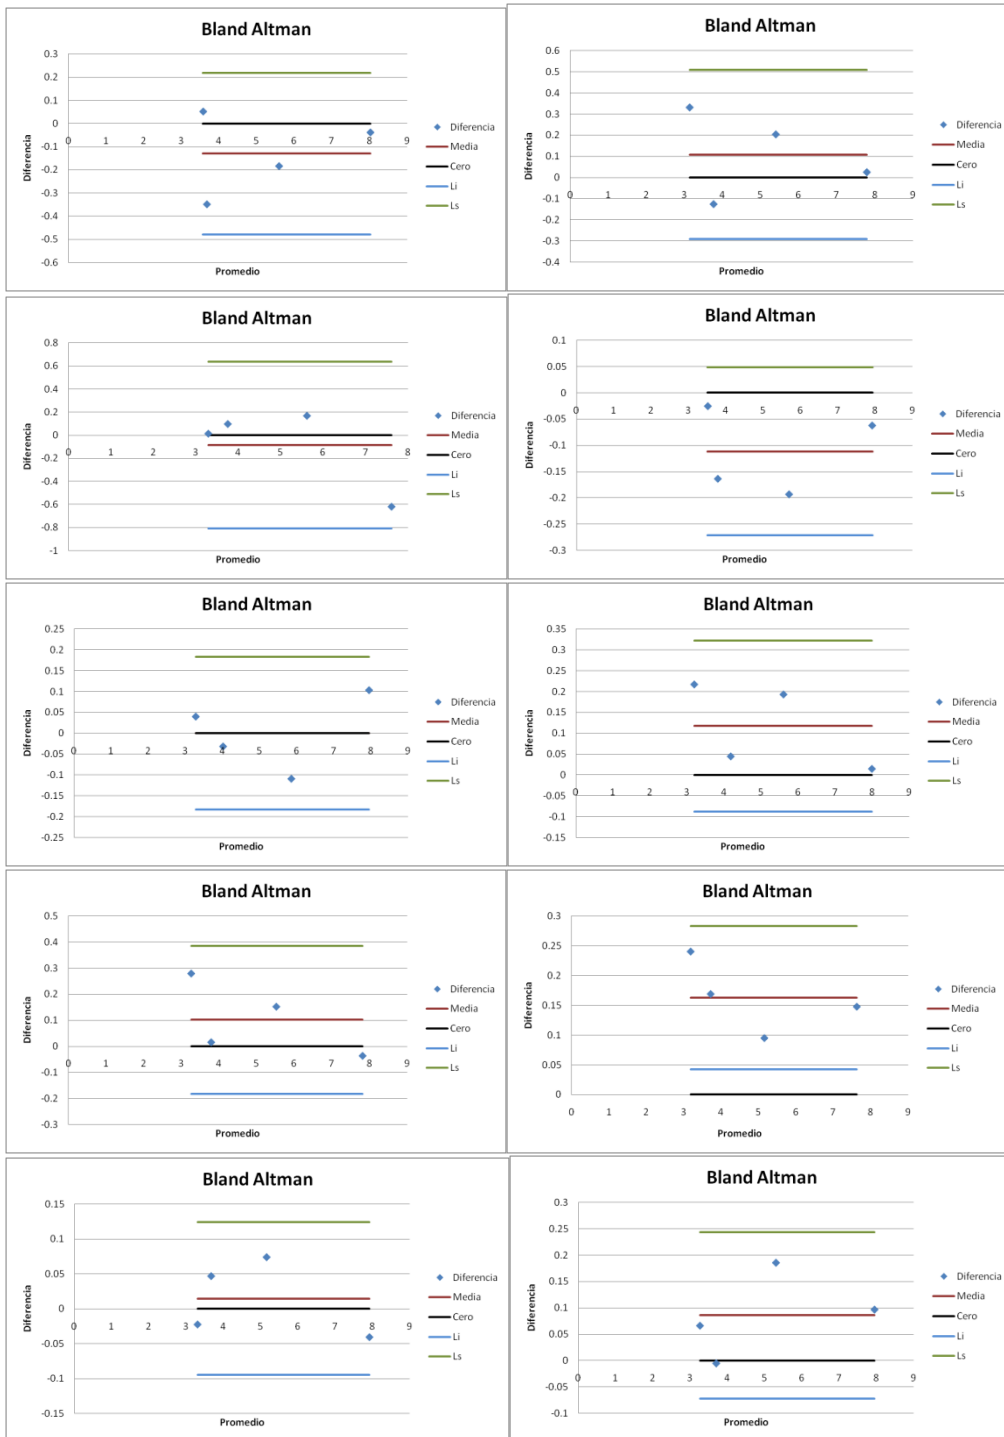 Bland Altman
0.3
0.2
0.1
0
-0.1
-0.2
-0.3
-0.4
-0.5
-0.6
0 1 2 3 4 5 6 7 8 9
Diferencia
Promedio
Diferencia
Media
Cero
Li
Ls
Bland Altman
0.6
0.5
0.4
0.3
0.2
0.1
0
-0.1
-0.2
-0.3
-0.4
0 1 2 3 4 5 6 7 8 9
Diferencia
Promedio
Diferencia
Media
Cero
Li
Ls
Bland Altman
0.8
0.6
0.4
0.2
0
-0.2
-0.4
-0.6
-0.8
-1
0 1 2 3 4 5 6 7 8
Diferencia
Promedio
Diferencia
Media
Cero
Li
Ls
Bland Altman
0.1
0.05
0
-0.05
-0.1
-0.15
-0.2
-0.25
-0.3
0 1 2 3 4 5 6 7 8 9
Diferencia
Promedio
Diferencia
Media
Cero
Li
Ls
Bland Altman
0.25
0.2
0.15
0.1
0.05
0
-0.05
-0.1
-0.15
-0.2
-0.25
0 1 2 3 4 5 6 7 8 9
Diferencia
Promedio
Diferencia
Media
Cero
Li
Ls
Bland Altman
0.35
0.3
0.25
0.2
0.15
0.1
0.05
0
-0.05
-0.1
-0.15
0 1 2 3 4 5 6 7 8 9
Diferencia
Promedio
Diferencia
Media
Cero
Li
Ls
Bland Altman
0.5
0.4
0.3
0.2
0.1
0
-0.1
-0.2
-0.3
0 1 2 3 4 5 6 7 8 9
Diferencia
Promedio
Diferencia
Media
Cero
Li
Ls
Bland Altman
0.3
0.25
0.2
0.15
0.1
0.05
0
0 1 2 3 4 5 6 7 8 9
Diferencia
Promedio
Diferencia
Media
Cero
Li
Ls
Bland Altman
0.15
0.1
0.05
0
-0.05
-0.1
-0.15
0 1 2 3 4 5 6 7 8 9
Diferencia
Promedio
Diferencia
Media
Cero
Li
Ls
Bland Altman
0.3
0.25
0.2
0.15
0.1
0.05
0
-0.05
-0.1
0 1 2 3 4 5 6 7 8 9
Diferencia
Promedio
Diferencia
Media
Cero
Li
Ls